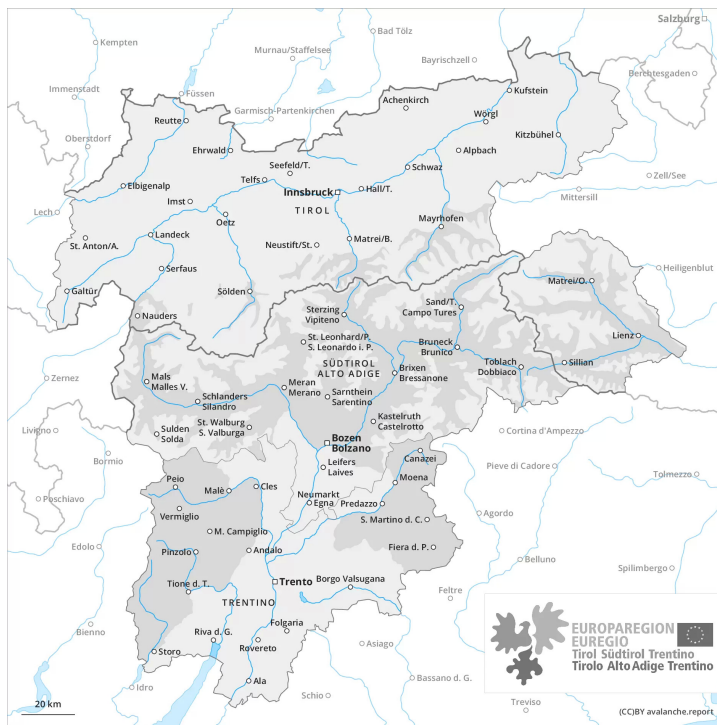 Salzburg
Bad Tölz
Kempten
Murnau/Staffelsee
Bayrischzell
Berchtesgaden
Immenstadt
Füssen
Kufstein
Achenkirch
Garmisch-Partenkirchen
Wörgl
Reutte
Kitzbühel
Oberstdorf
Ehrwald
Alpbach
Seefeld/T.
Schwaz
Zell/See
Telfs
Elbigenalp
Innsbruck
Hall/T.
Mittersill
Imst
TIROL
Lech
Oetz
Mayrhofen
Landeck
St. Anton/A.
Neustift/St.
Matrei/B.
Serfaus
Heiligenblut
Matrei/O.
Galtür
Sölden
Sand/T.
Campo Tures
Sterzing
Vipiteno
Nauders
St. Leonhard/P.
S. Leonardo i. P.
Bruneck
Brunico
Lienz
SÜDTIROL
ALTO ADIGE
Toblach
Dobbiaco
Sillian
Brixen
Bressanone
Zernez
Mals
Malles V.
Meran
Merano
Sarnthein
Sarentino
Schlanders
Silandro
Kastelruth
Castelrotto
St. Walburg
S. Valburga
Livigno
Sulden
Solda
Cortina d'Ampezzo
Bozen
Bolzano
Bormio
Canazei
Pieve di Cadore
Leifers
Laives
Tolmezzo
Peio
Malè
Cles
Moena
Poschiavo
Neumarkt
Egna
Predazzo
Vermiglio
Agordo
S. Martino d. C.
M. Campiglio
Edolo
Pinzolo
Andalo
Fiera d. P.
Belluno
Spilimbergo
Tione d. T.
Trento
Borgo Valsugana
Feltre
TRENTINO
Folgaria
Bienno
Riva d. G.
Rovereto
Asiago
Storo
Ala
Bassano d. G.
Idro
Schio
Treviso
20 km
EUROPAREGION
EUREGIO
Tirol Südtirol Trentino
Tirolo Alto Adige Trentino
(CC)BY avalanche.report